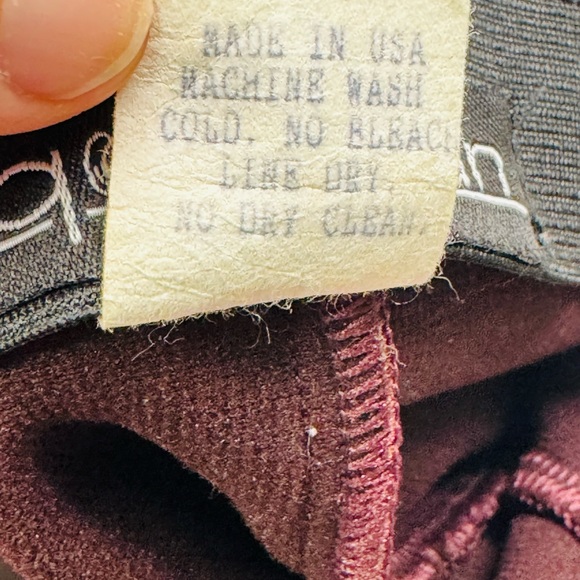 MADE IN USA
MACHINE WASH
COLD. NO BLEACH
LINE DRY.
NO DRY CLEAN.